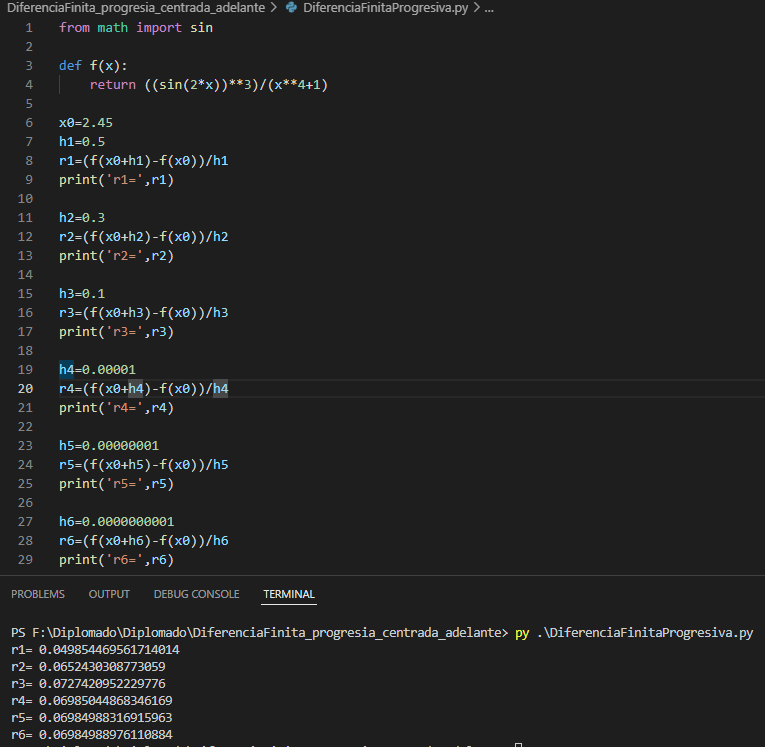 DiferenciaFinita_progresia_centrada_adelante > DiferenciaFinitaProgresiva.py > ...
1 from math import sin
2
3 def f(x):
4     return ((sin(2*x))**3)/(x**4+1)
5
6 x0=2.45
7 h1=0.5
8 r1=(f(x0+h1)-f(x0))/h1
9 print('r1=',r1)
10
11 h2=0.3
12 r2=(f(x0+h2)-f(x0))/h2
13 print('r2=',r2)
14
15 h3=0.1
16 r3=(f(x0+h3)-f(x0))/h3
17 print('r3=',r3)
18
19 h4=0.00001
20 r4=(f(x0+h4)-f(x0))/h4
21 print('r4=',r4)
22
23 h5=0.00000001
24 r5=(f(x0+h5)-f(x0))/h5
25 print('r5=',r5)
26
27 h6=0.0000000001
28 r6=(f(x0+h6)-f(x0))/h6
29 print('r6=',r6)
PROBLEMS OUTPUT DEBUG CONSOLE TERMINAL
PS F:\Diplomado\Diplomado\DiferenciaFinita_progresia_centrada_adelante> py .\DiferenciaFinitaProgresiva.py
r1= 0.049854469561714014
r2= 0.0652430308773059
r3= 0.0727420952229776
r4= 0.06985044868346169
r5= 0.06984988316915963
r6= 0.06984988976110884